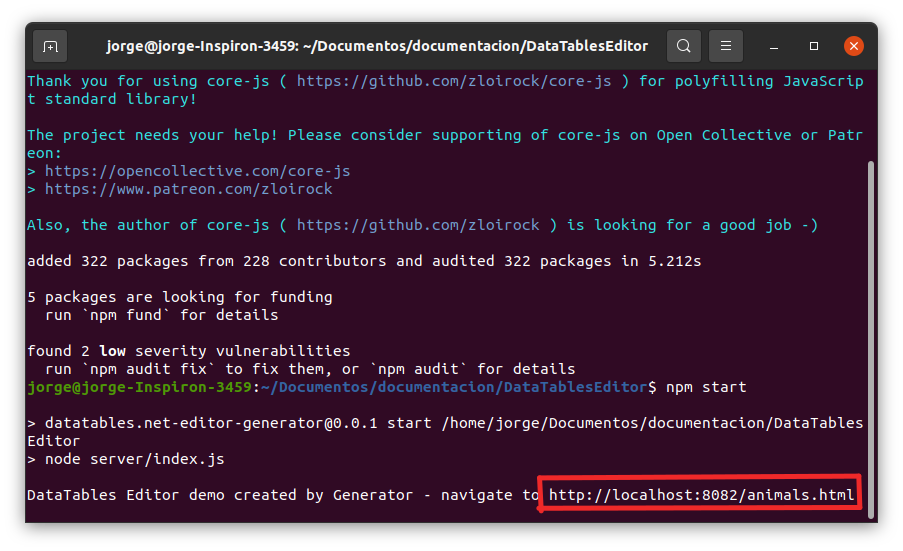 jorge@jorge-Inspiron-3459: ~/Documentos/documentacion/DataTablesEditor
Thank you for using core-js ( https://github.com/zloirock/core-js ) for polyfilling JavaScrip
t standard library!
The project needs your help! Please consider supporting of core-js on Open Collective or Patr
eon:
> https://opencollective.com/core-js
> https://www.patreon.com/zloirock
Also, the author of core-js ( https://github.com/zloirock ) is looking for a good job -)
added 322 packages from 228 contributors and audited 322 packages in 5.212s
5 packages are looking for funding
  run `npm fund` for details
found 2 low severity vulnerabilities
  run `npm audit fix` to fix them, or `npm audit` for details
jorge@jorge-Inspiron-3459:~/Documentos/documentacion/DataTablesEditor$ npm start
> datatables.net-editor-generator@0.0.1 start /home/jorge/Documentos/documentacion/DataTables
Editor
> node server/index.js
DataTables Editor demo created by Generator - navigate to http://localhost:8082/animals.html